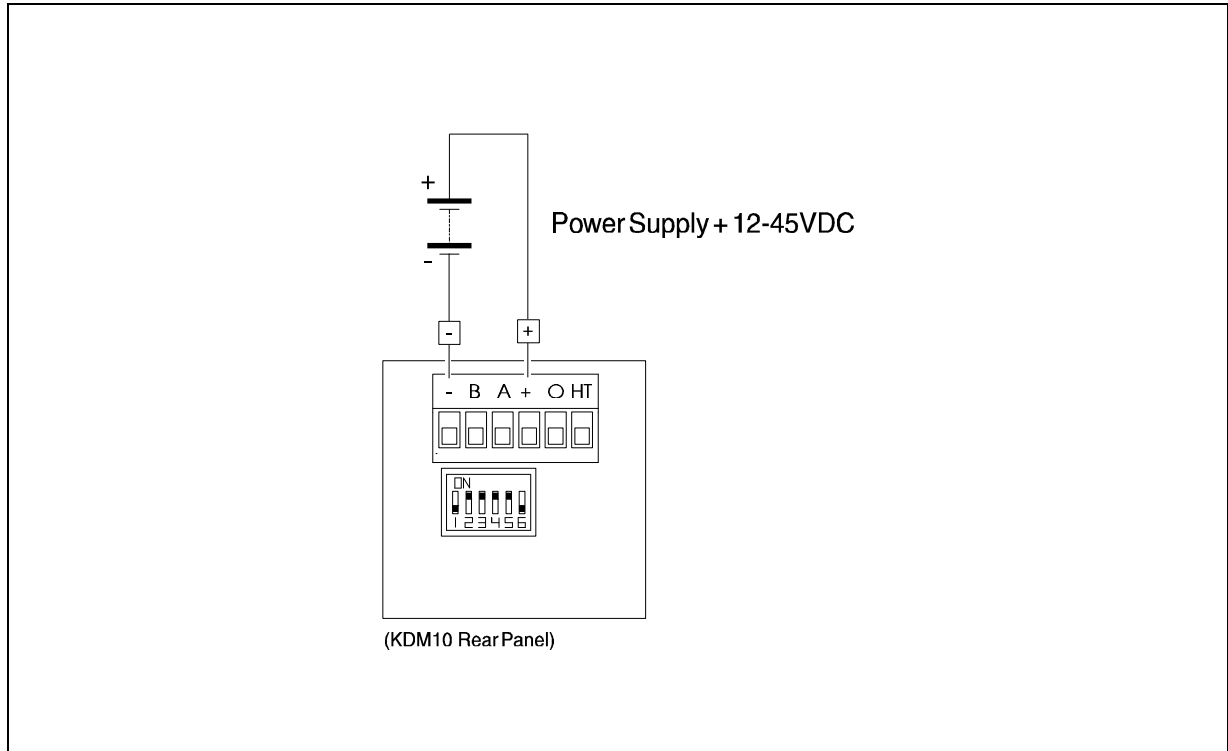 +
Power Supply + 12-45VDC
-
- +
- B A + O HT
ON
1 2 3 4 5 6
(KDM10 Rear Panel)